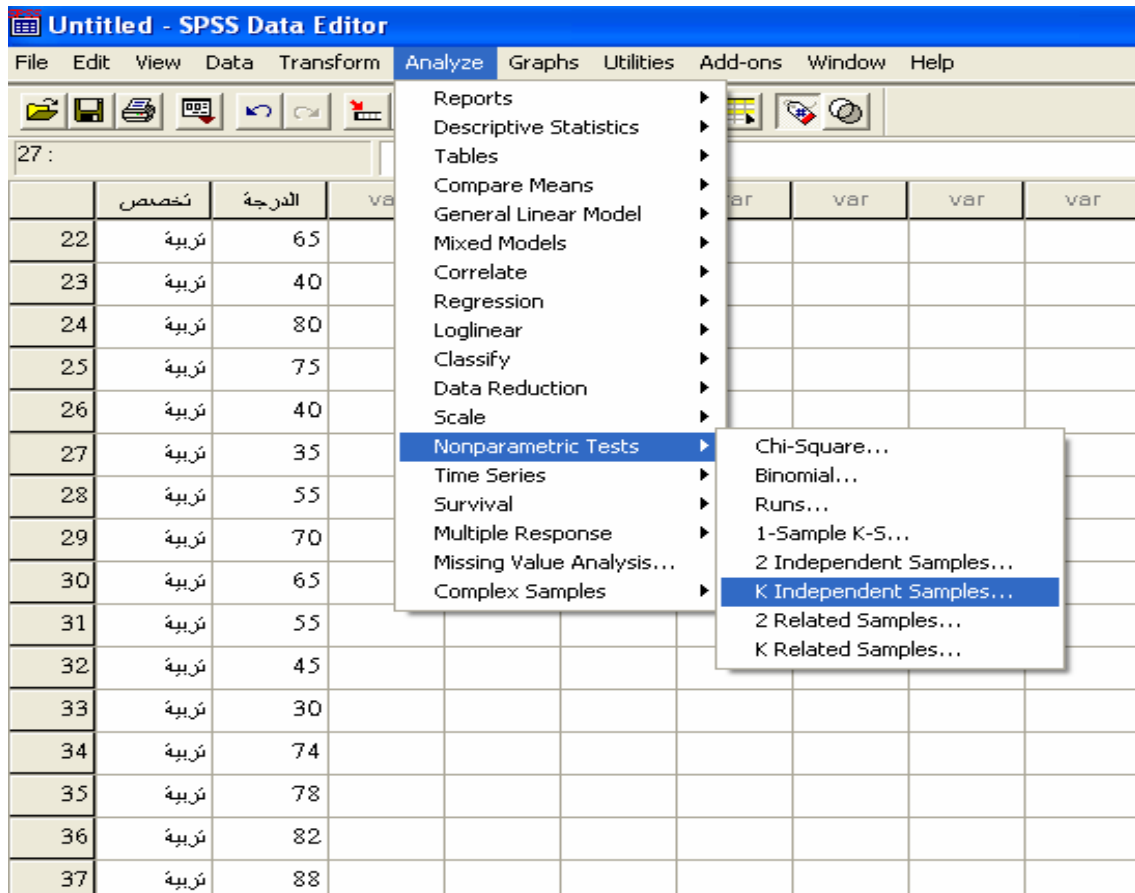 Untitled - SPSS Data Editor
File Edit View Data Transform Analyze Graphs Utilities Add-ons Window Help
27 :
تخصص الدرجة va ar var var var
22 تربية 65
23 تربية 40
24 تربية 80
25 تربية 75
26 تربية 40
27 تربية 35
28 تربية 55
29 تربية 70
30 تربية 65
31 تربية 55
32 تربية 45
33 تربية 30
34 تربية 74
35 تربية 78
36 تربية 82
37 تربية 88
Reports
Descriptive Statistics
Tables
Compare Means
General Linear Model
Mixed Models
Correlate
Regression
Loglinear
Classify
Data Reduction
Scale
Nonparametric Tests
Time Series
Survival
Multiple Response
Missing Value Analysis...
Complex Samples
Chi-Square...
Binomial...
Runs...
1-Sample K-S...
2 Independent Samples...
K Independent Samples...
2 Related Samples...
K Related Samples...